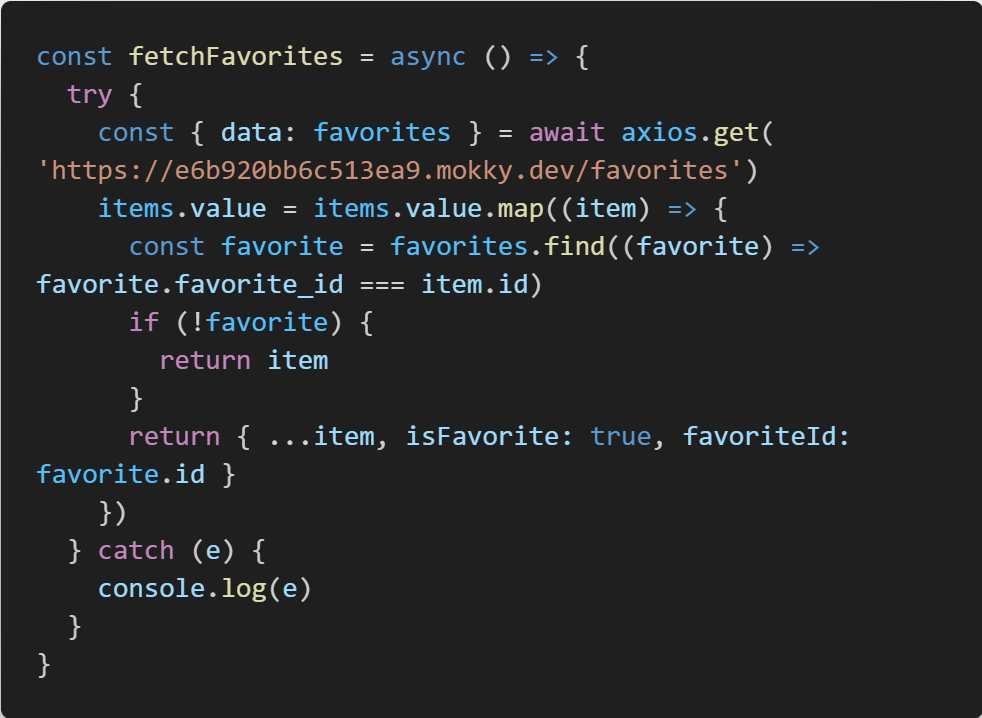 const fetchFavorites = async () => {
  try {
    const { data: favorites } = await axios.get(
'https://e6b920bb6c513ea9.mokky.dev/favorites')
    items.value = items.value.map((item) => {
      const favorite = favorites.find((favorite) =>
favorite.favorite_id === item.id)
      if (!favorite) {
        return item
      }
      return { ...item, isFavorite: true, favoriteId:
favorite.id }
    })
  } catch (e) {
    console.log(e)
  }
}